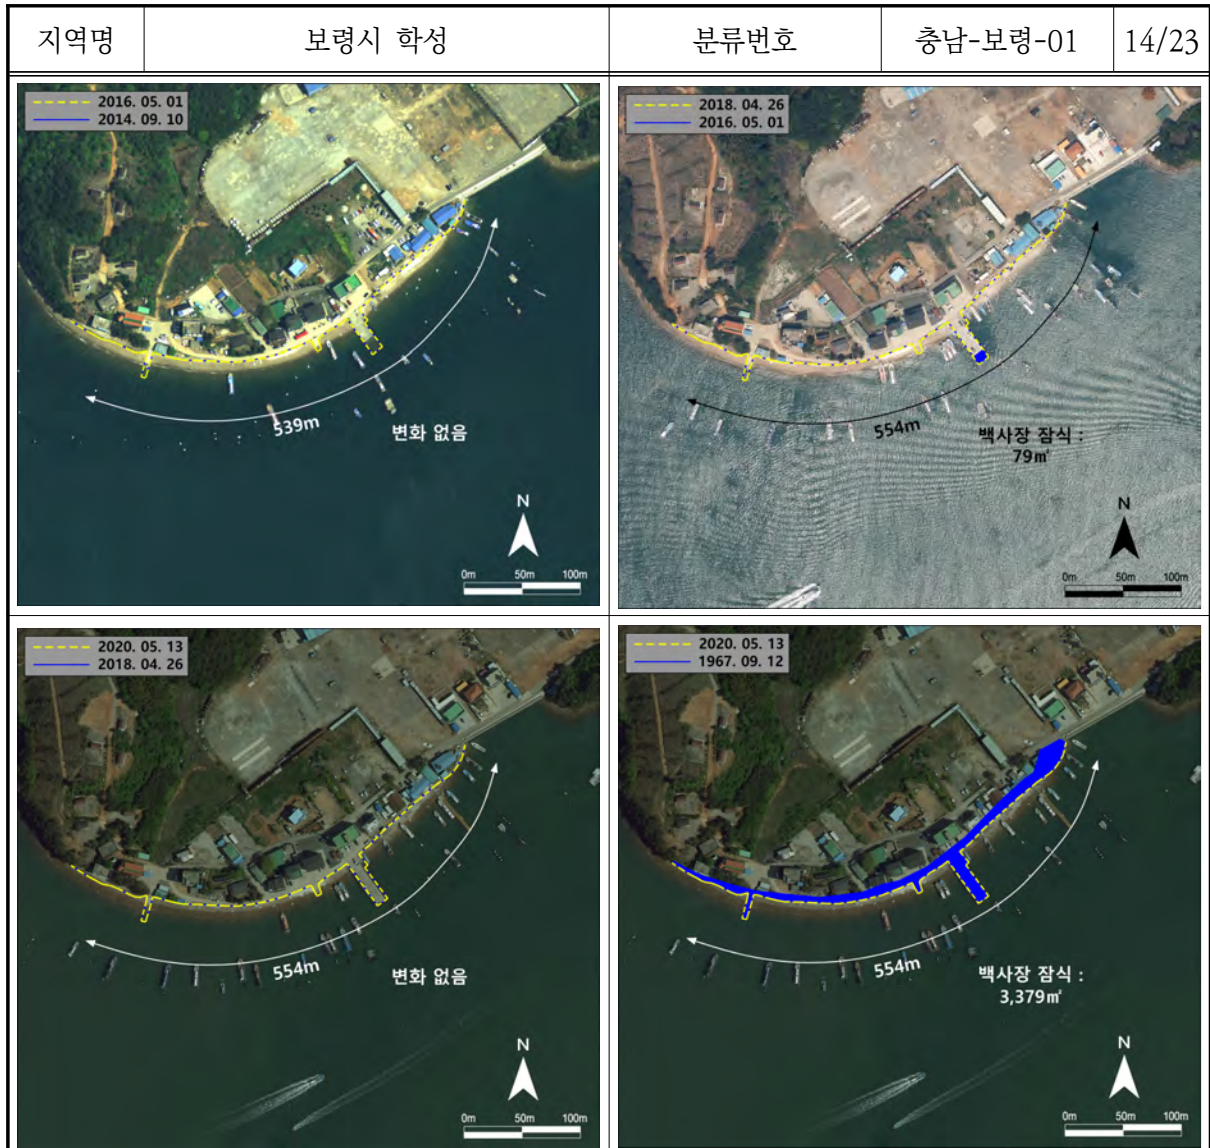 지역명 보령시 학성 분류번호 충남-보령-01 14/23
2016. 05. 01
2014. 09. 10
539m
변화 없음
N
0m 50m 100m
2018. 04. 26
2016. 05. 01
554m
백사장 잠식 :
79㎡
N
0m 50m 100m
2020. 05. 13
2018. 04. 26
554m
변화 없음
N
0m 50m 100m
2020. 05. 13
1967. 09. 12
554m
백사장 잠식 :
3,379㎡
N
0m 50m 100m